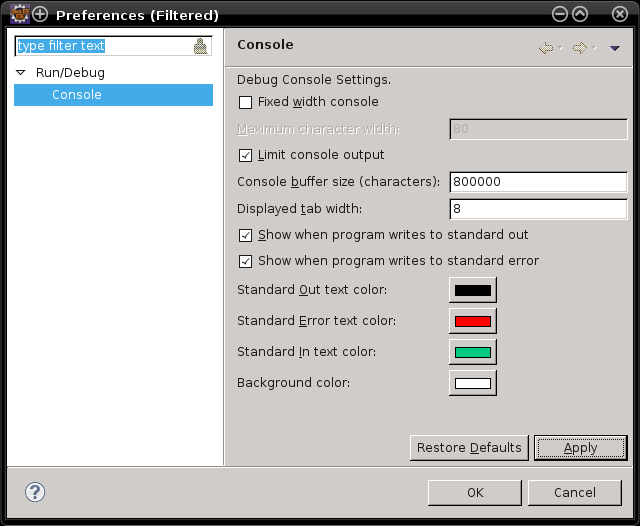 Preferences (Filtered)
type filter text
Run/Debug
Console
Console
Debug Console Settings.
Fixed width console
Maximum character width: 80
Limit console output
Console buffer size (characters): 800000
Displayed tab width: 8
Show when program writes to standard out
Show when program writes to standard error
Standard Out text color:
Standard Error text color:
Standard In text color:
Background color:
Restore Defaults Apply
? OK Cancel